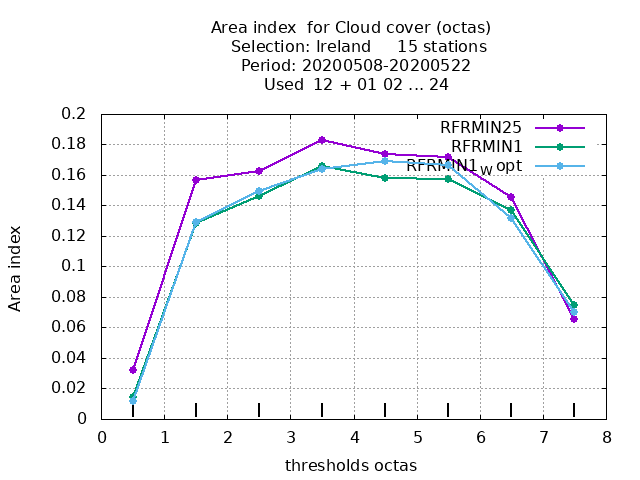 Area index  for Cloud cover (octas)
Selection: Ireland     15 stations
Period: 20200508-20200522
Used  12 + 01 02 ... 24
RFRMIN25
RFRMIN1
RFRMIN1w opt
0.2
0.18
0.16
0.14
0.12
0.1
0.08
0.06
0.04
0.02
0
Area index
0 1 2 3 4 5 6 7 8
thresholds octas